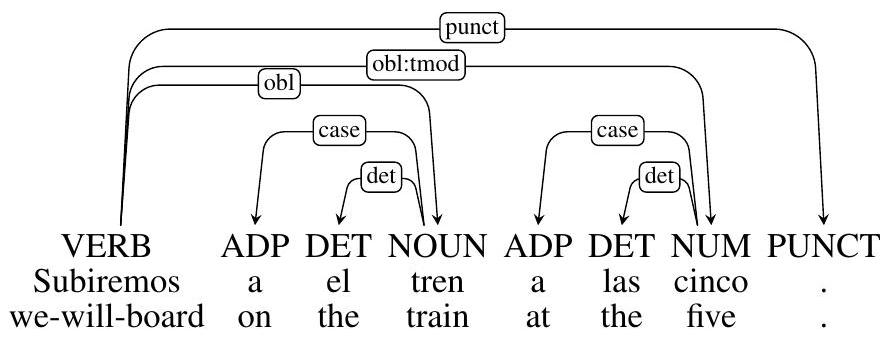 punct
obl:tmod
obl
case case
det det
VERB ADP DET NOUN ADP DET NUM PUNCT
Subiremos a el tren a las cinco .
we-will-board on the train at the five .